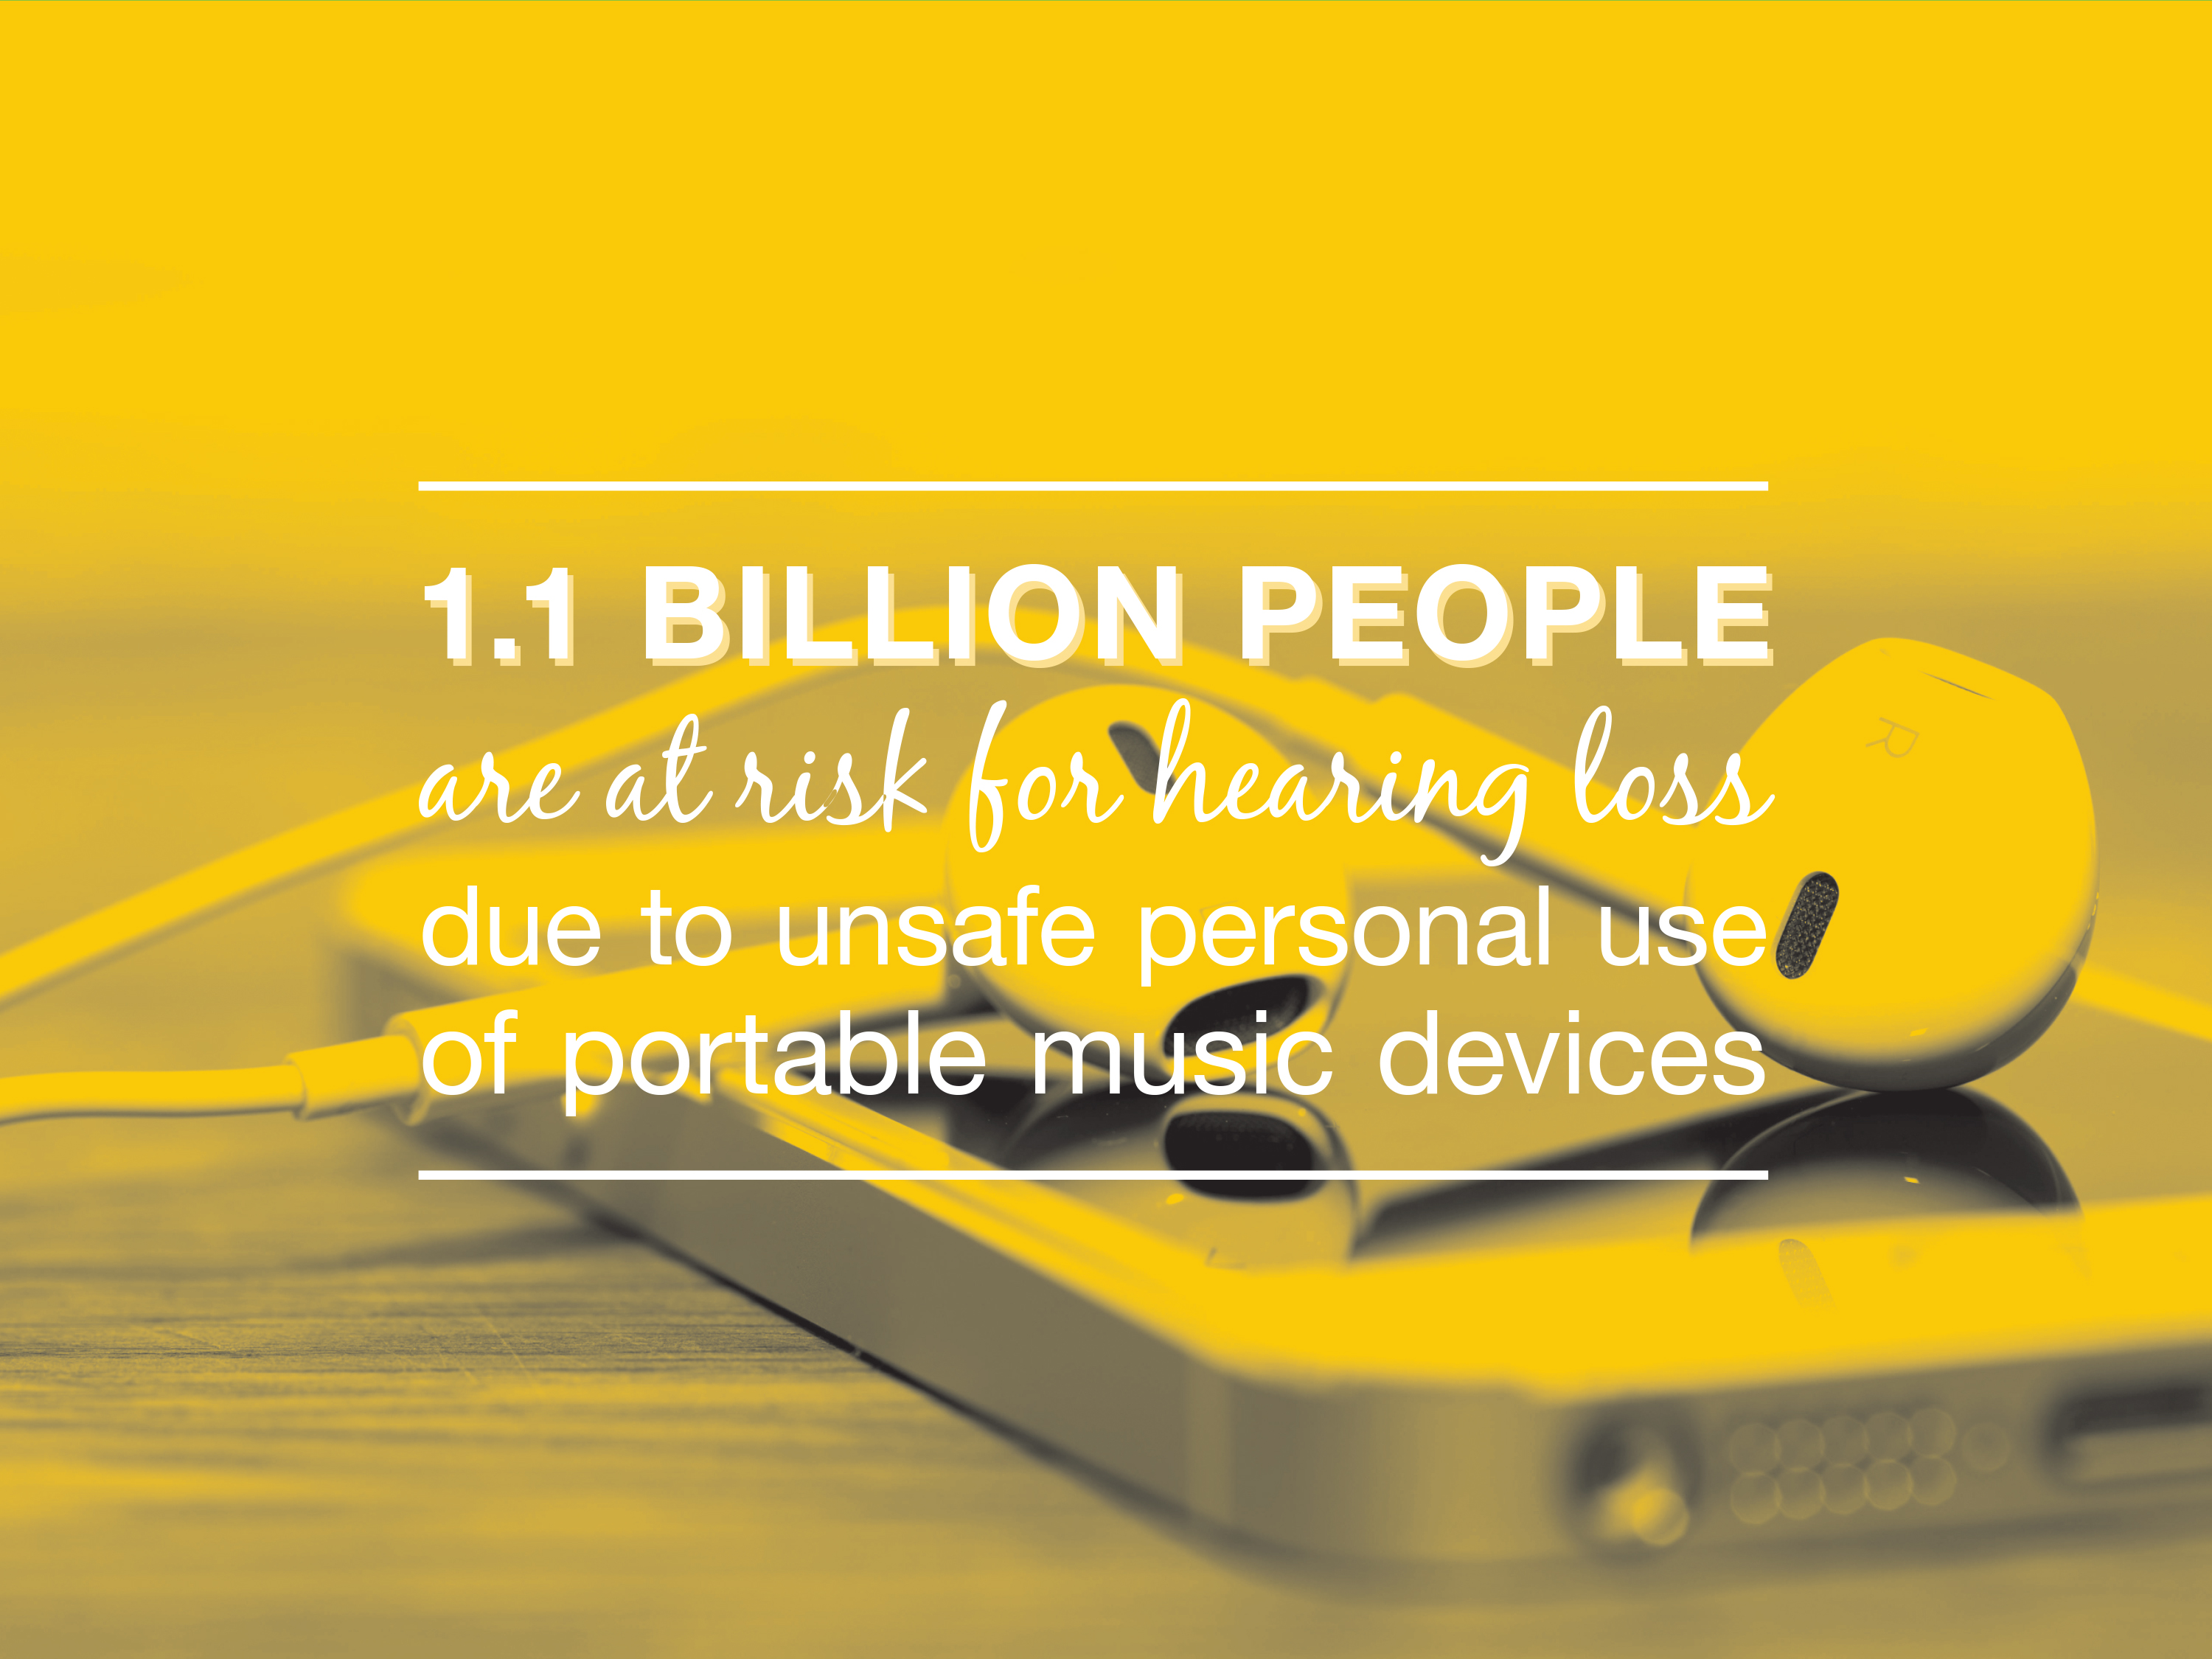 1.1 BILLION PEOPLE
are at risk for hearing loss
due to unsafe personal use
of portable music devices
R